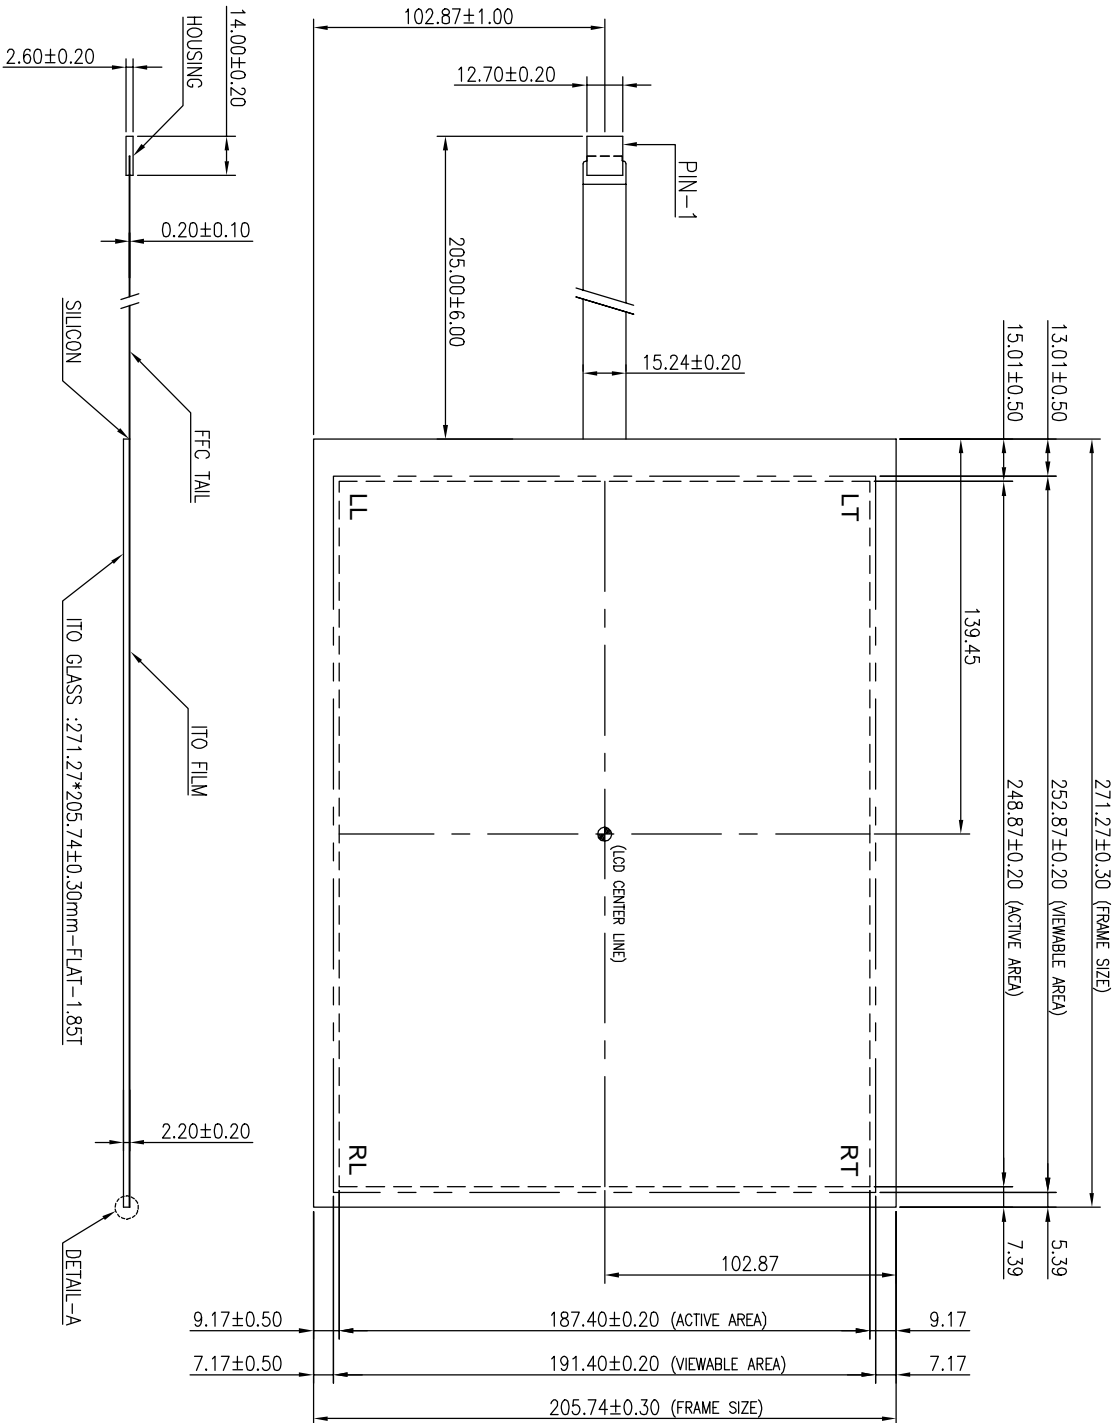 102.87±1.00
12.70±0.20
2.60±0.20
14.00±0.20
HOUSING
PIN-1
0.20±0.10
205.00±6.00
15.24±0.20
13.01±0.50
15.01±0.50
SILICON
FFC TAIL
LL
LT
139.45
ITO GLASS :271.27*205.74±0.30mm-FLAT-1.85T
ITO FILM
(LCD CENTER LINE)
271.27±0.30 (FRAME SIZE)
252.87±0.20 (VIEWABLE AREA)
248.87±0.20 (ACTIVE AREA)
2.20±0.20
RL
RT
DETAIL-A
5.39
7.39
102.87
9.17±0.50
187.40±0.20 (ACTIVE AREA)
9.17
7.17±0.50
191.40±0.20 (VIEWABLE AREA)
7.17
205.74±0.30 (FRAME SIZE)